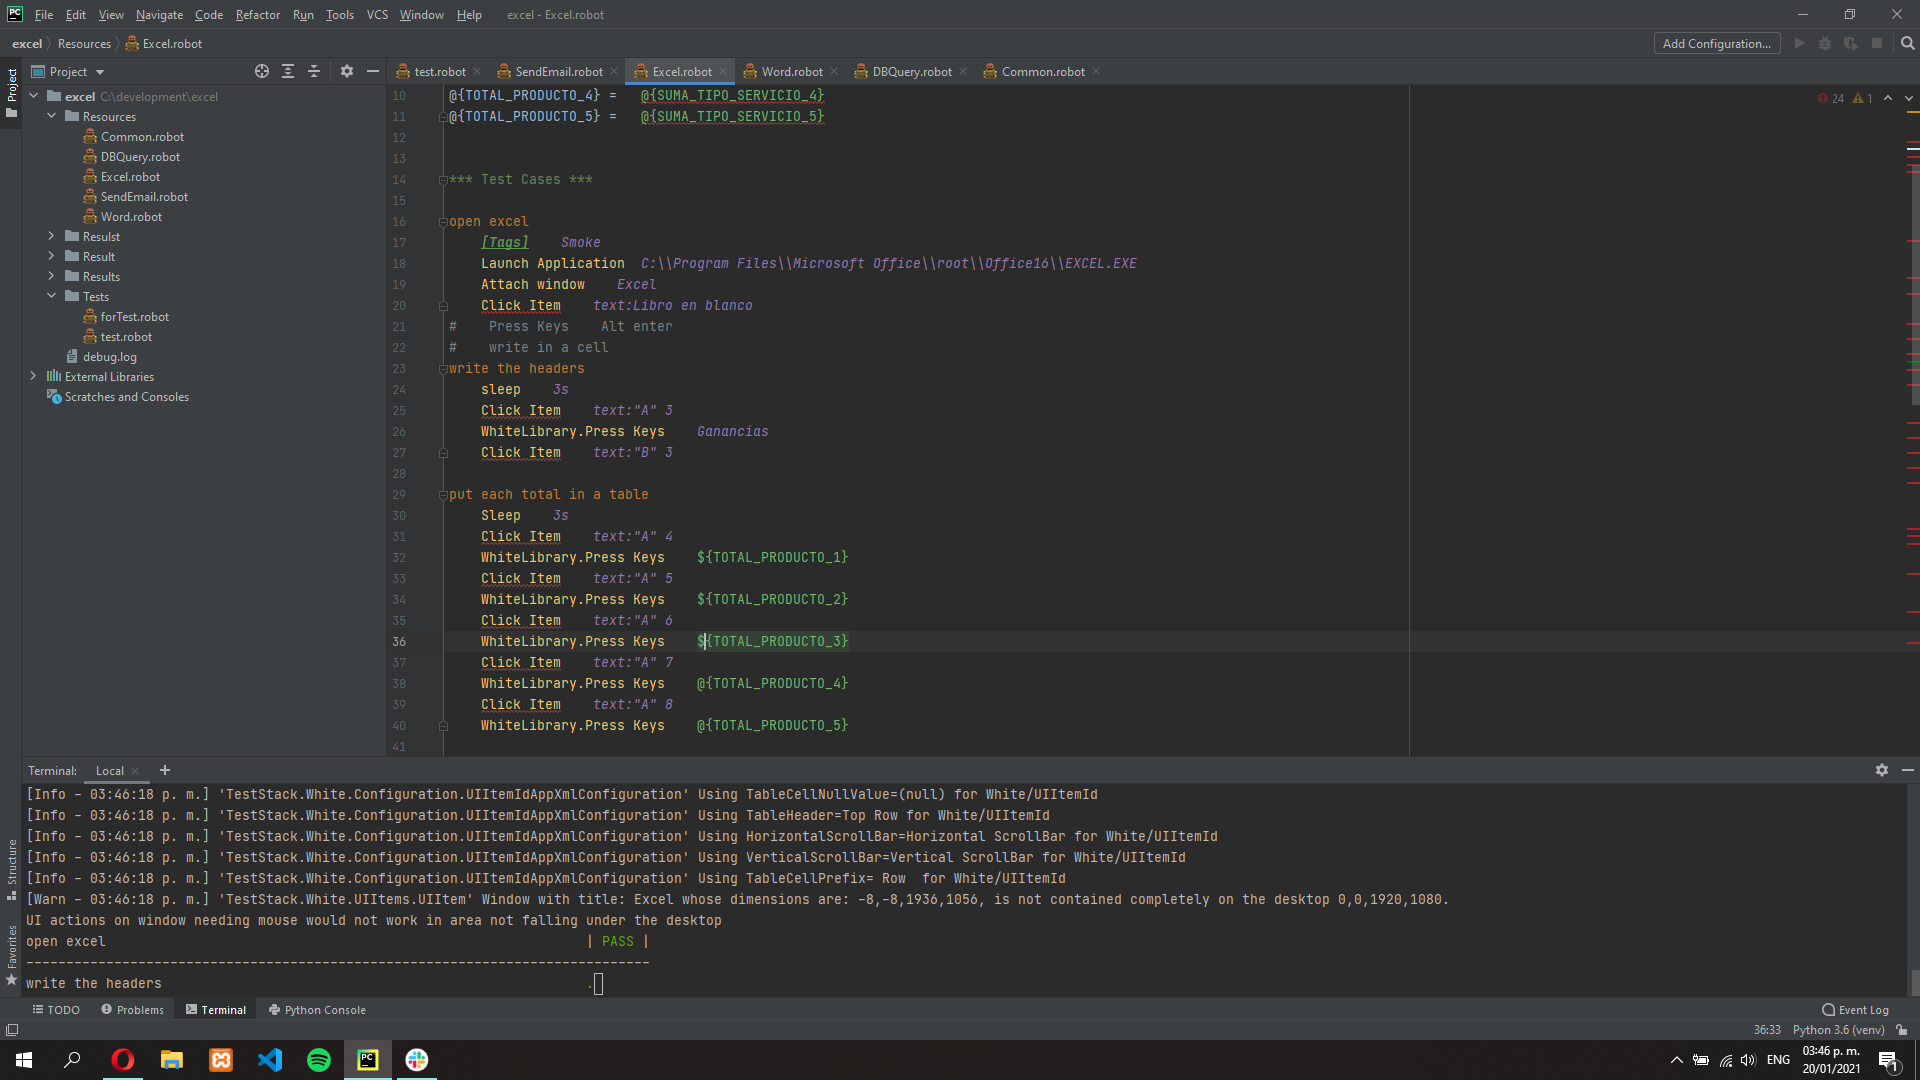 File Edit View Navigate Code Refactor Run Tools VCS Window Help excel - Excel.robot
excel Resources Excel.robot
Add Configuration...
Project
Project
test.robot SendEmail.robot Excel.robot Word.robot DBQuery.robot Common.robot
excel C:\development\excel
Resources
Common.robot
DBQuery.robot
Excel.robot
SendEmail.robot
Word.robot
Resulst
Result
Results
Tests
forTest.robot
test.robot
debug.log
External Libraries
Scratches and Consoles
24 1
10 @{TOTAL_PRODUCTO_4} = @{SUMA_TIPO_SERVICIO_4}
11 @{TOTAL_PRODUCTO_5} = @{SUMA_TIPO_SERVICIO_5}
12
13
14 *** Test Cases ***
15
16 open excel
17 [Tags] Smoke
18 Launch Application C:\\Program Files\\Microsoft Office\\root\\Office16\\EXCEL.EXE
19 Attach window Excel
20 Click Item text:Libro en blanco
21 # Press Keys Alt enter
22 # write in a cell
23 write the headers
24 sleep 3s
25 Click Item text:"A" 3
26 WhiteLibrary.Press Keys Ganancias
27 Click Item text:"B" 3
28
29 put each total in a table
30 Sleep 3s
31 Click Item text:"A" 4
32 WhiteLibrary.Press Keys ${TOTAL_PRODUCTO_1}
33 Click Item text:"A" 5
34 WhiteLibrary.Press Keys ${TOTAL_PRODUCTO_2}
35 Click Item text:"A" 6
36 WhiteLibrary.Press Keys ${TOTAL_PRODUCTO_3}
37 Click Item text:"A" 7
38 WhiteLibrary.Press Keys @{TOTAL_PRODUCTO_4}
39 Click Item text:"A" 8
40 WhiteLibrary.Press Keys @{TOTAL_PRODUCTO_5}
41
Terminal: Local
[Info - 03:46:18 p. m.] 'TestStack.White.Configuration.UIItemIdAppXmlConfiguration' Using TableCellNullValue=(null) for White/UIItemId
[Info - 03:46:18 p. m.] 'TestStack.White.Configuration.UIItemIdAppXmlConfiguration' Using TableHeader=Top Row for White/UIItemId
[Info - 03:46:18 p. m.] 'TestStack.White.Configuration.UIItemIdAppXmlConfiguration' Using HorizontalScrollBar=Horizontal ScrollBar for White/UIItemId
[Info - 03:46:18 p. m.] 'TestStack.White.Configuration.UIItemIdAppXmlConfiguration' Using VerticalScrollBar=Vertical ScrollBar for White/UIItemId
[Info - 03:46:18 p. m.] 'TestStack.White.Configuration.UIItemIdAppXmlConfiguration' Using TableCellPrefix= Row  for White/UIItemId
[Warn - 03:46:18 p. m.] 'TestStack.White.UIItems.UIItem' Window with title: Excel whose dimensions are: -8,-8,1936,1056, is not contained completely on the desktop 0,0,1920,1080.
UI actions on window needing mouse would not work in area not falling under the desktop
open excel | PASS |
------------------------------------------------------------------------------
write the headers .
Structure
Favorites
TODO Problems Terminal Python Console Event Log
36:33 Python 3.6 (venv)
PC
ENG
03:46 p. m.
20/01/2021
1